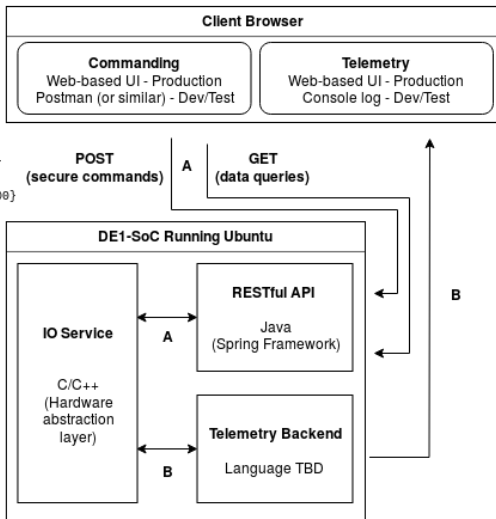 Client Browser
Commanding
Web-based UI - Production
Postman (or similar) - Dev/Test
Telemetry
Web-based UI - Production
Console log - Dev/Test
POST
(secure commands)
A
GET
(data queries)
00}
DE1-SoC Running Ubuntu
IO Service
C/C++
(Hardware
abstraction
layer)
A
RESTful API
Java
(Spring Framework)
B
B
Telemetry Backend
Language TBD